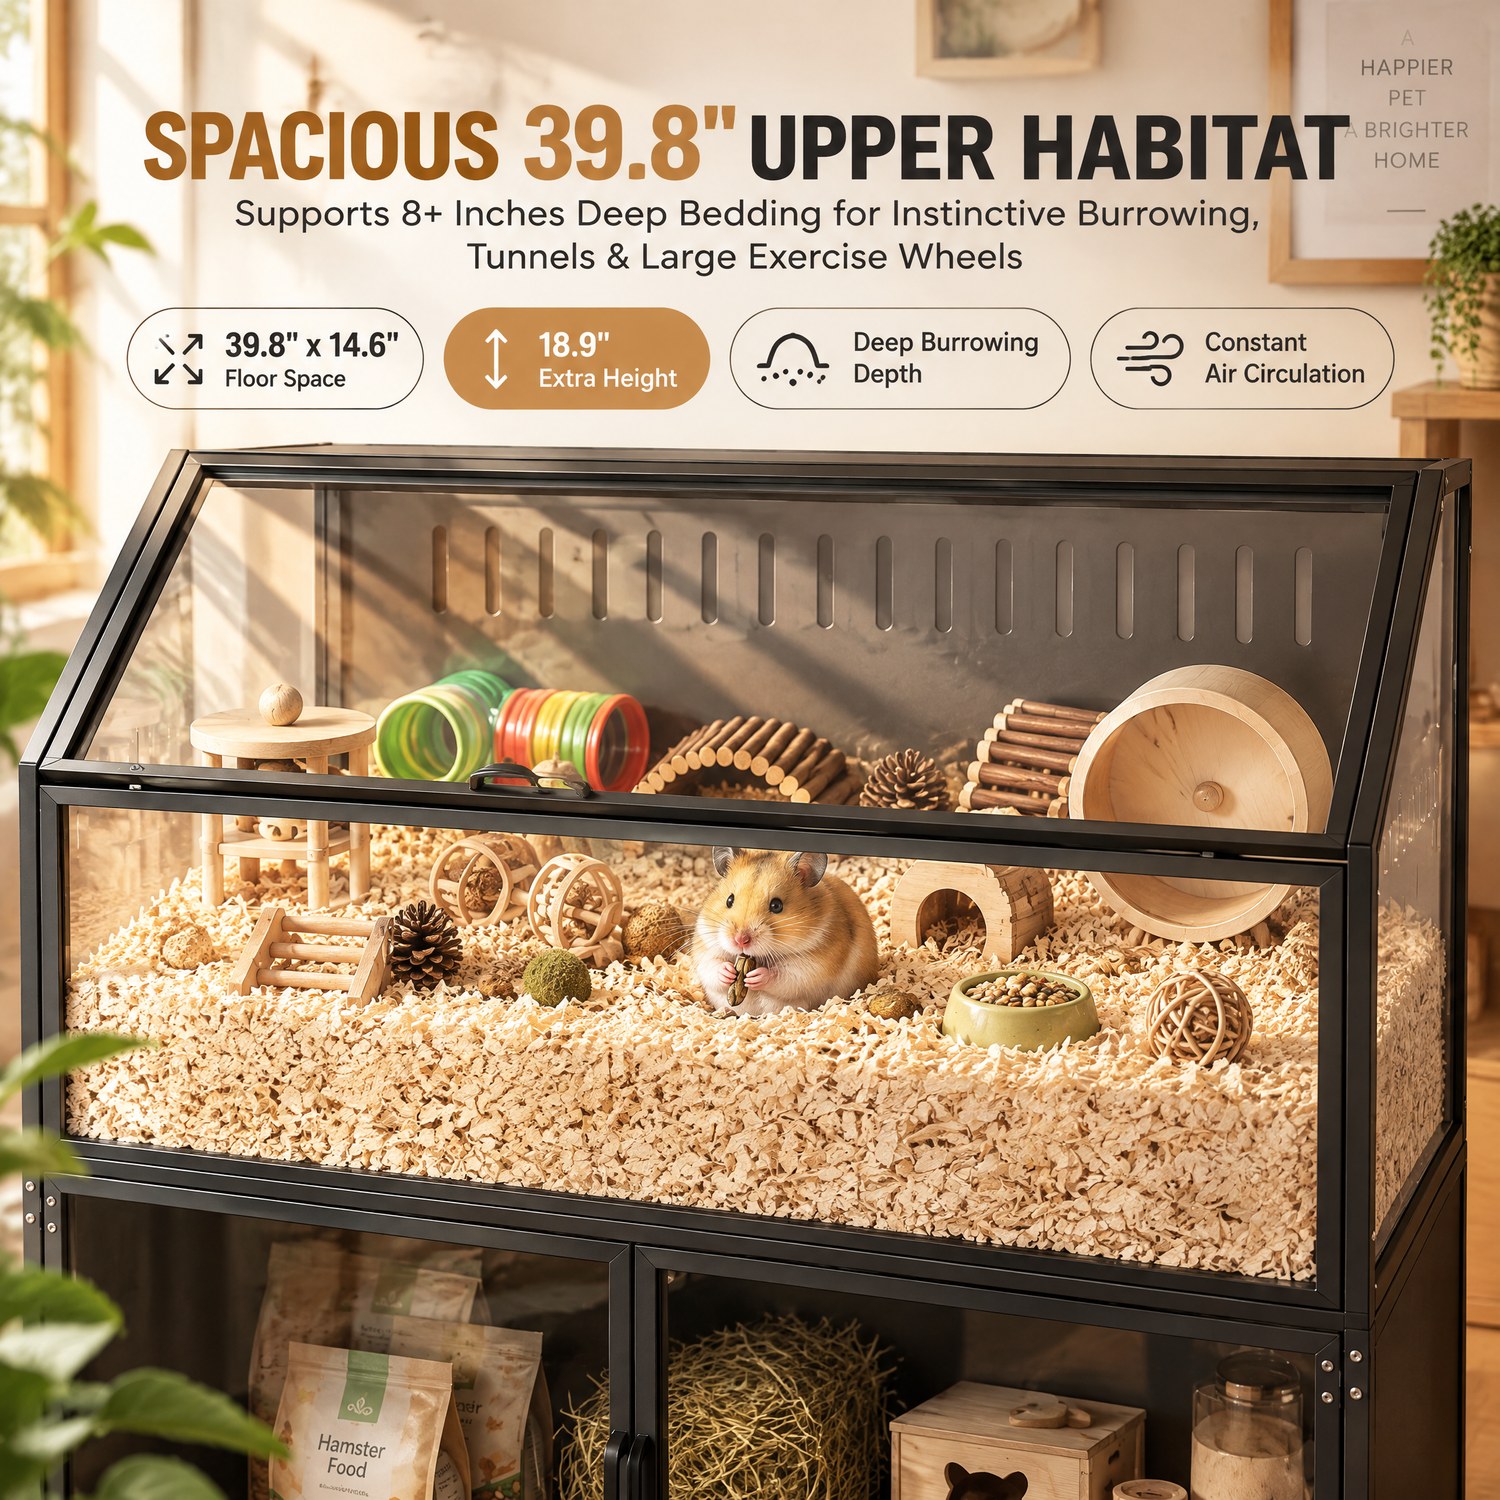 A
HAPPIER
PET
A BRIGHTER
HOME
SPACIOUS 39.8" UPPER HABITAT
Supports 8+ Inches Deep Bedding for Instinctive Burrowing,
Tunnels & Large Exercise Wheels
39.8" x 14.6"
Floor Space
18.9"
Extra Height
Deep Burrowing
Depth
Constant
Air Circulation
Hamster
Food